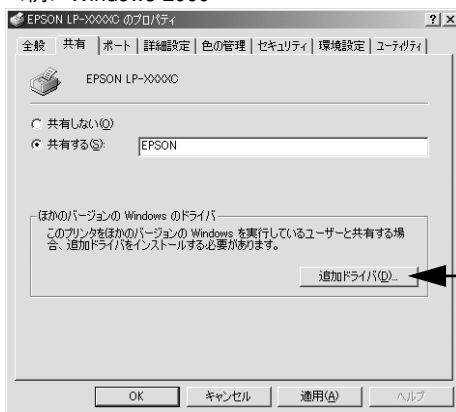 EPSON LP-XXXXC のプロパティ
全般 共有 ポート 詳細設定 色の管理 セキュリティ 環境設定 ユーティリティ
EPSON LP-XXXXC
共有しない(O)
共有する(S): EPSON
ほかのバージョンの Windows のドライバ
このプリンタをほかのバージョンの Windows を実行しているユーザーと共有する場
合、追加ドライバをインストールする必要があります。
追加ドライバ(D)...
OK キャンセル 適用(A) ヘルプ